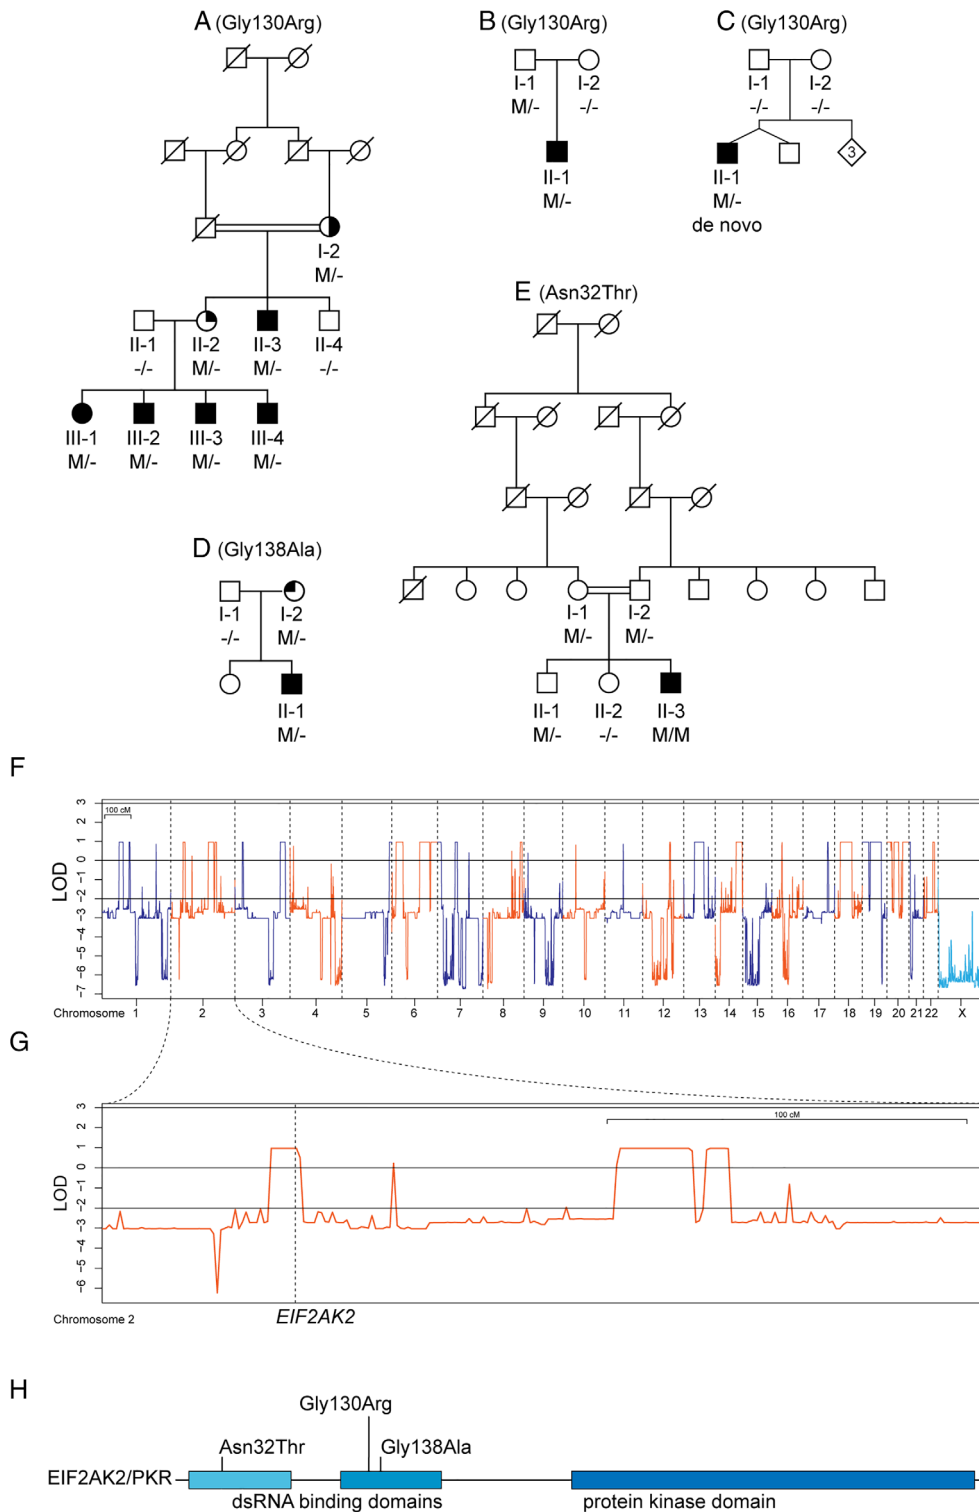 A (Gly130Arg)
I-2
M/-
II-1 II-2 II-3 II-4
-/- M/- M/- -/-
III-1 III-2 III-3 III-4
M/- M/- M/- M/-
B (Gly130Arg)
I-1 I-2
M/- -/-
II-1
M/-
C (Gly130Arg)
I-1 I-2
-/- -/-
3
II-1
M/-
de novo
D (Gly138Ala)
I-1 I-2
-/- M/-
II-1
M/-
E (Asn32Thr)
I-1 I-2
M/- M/-
II-1 II-2 II-3
M/- -/- M/M
F
100 cM
LOD
3
2
1
0
-1
-2
-3
-4
-5
-6
-7
Chromosome 1 2 3 4 5 6 7 8 9 10 11 12 13 14 15 16 17 18 19 20 21 22 X
G
100 cM
LOD
3
2
1
0
-1
-2
-3
-4
-5
-6
Chromosome 2
EIF2AK2
H
Gly130Arg
Asn32Thr Gly138Ala
EIF2AK2/PKR
dsRNA binding domains protein kinase domain